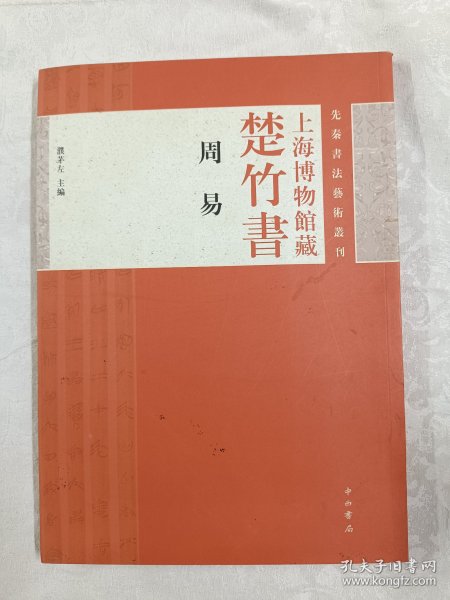 先秦書法藝術叢刊
上海博物館藏
楚竹書
周易
濮茅左 主編
中西書局
孔夫子旧书网
www.kongfz.com